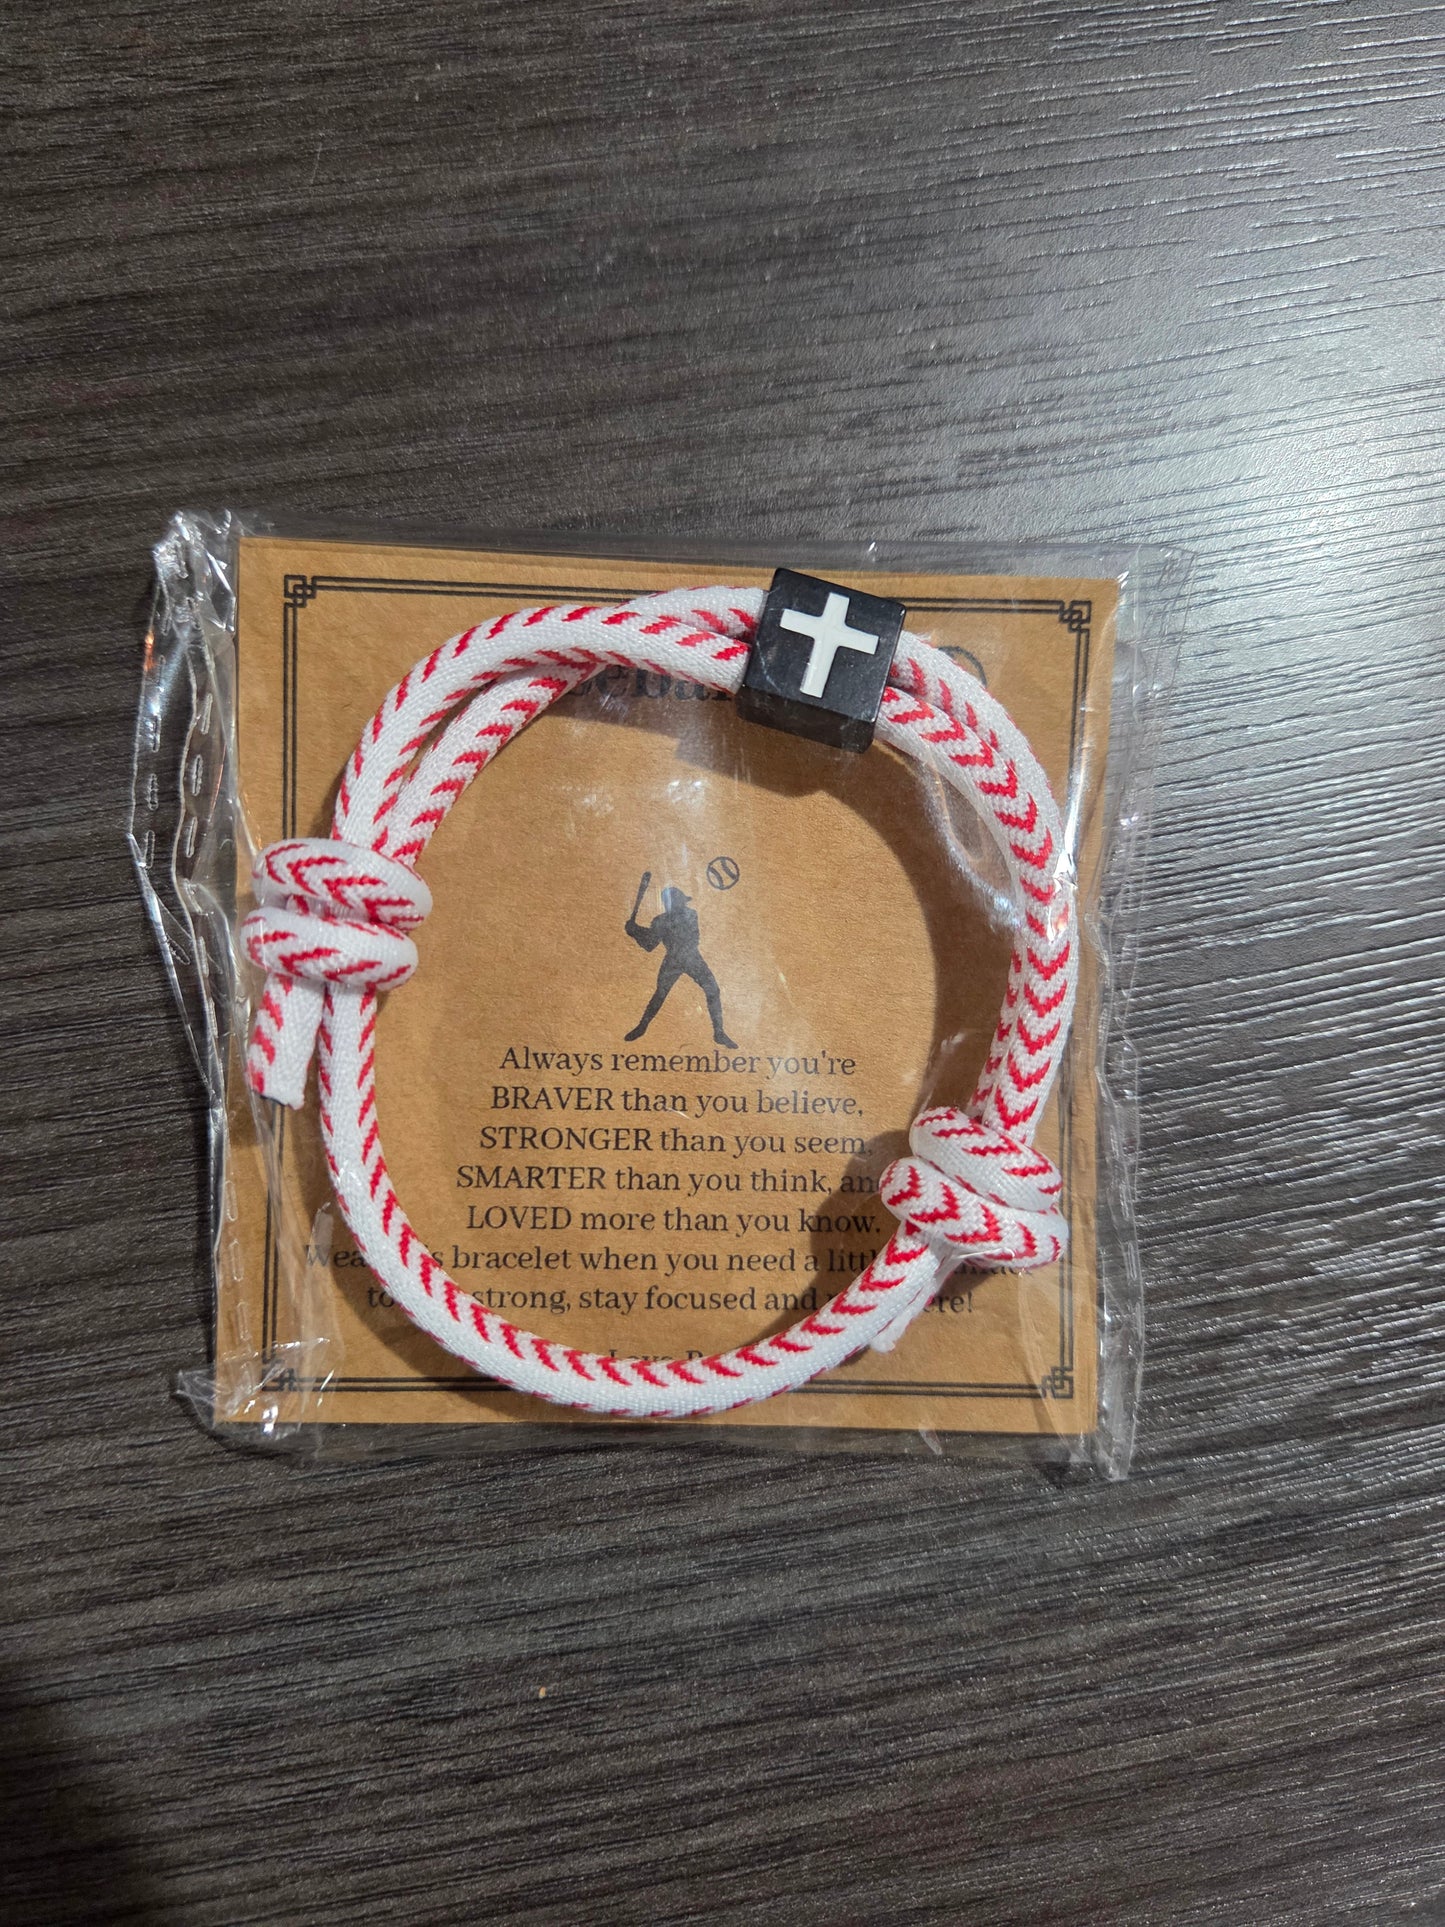 Always remember you're
BRAVER than you believe,
STRONGER than you seem,
SMARTER than you think,
LOVED more than you know.
bracelet when you need a
strong, stay focused and